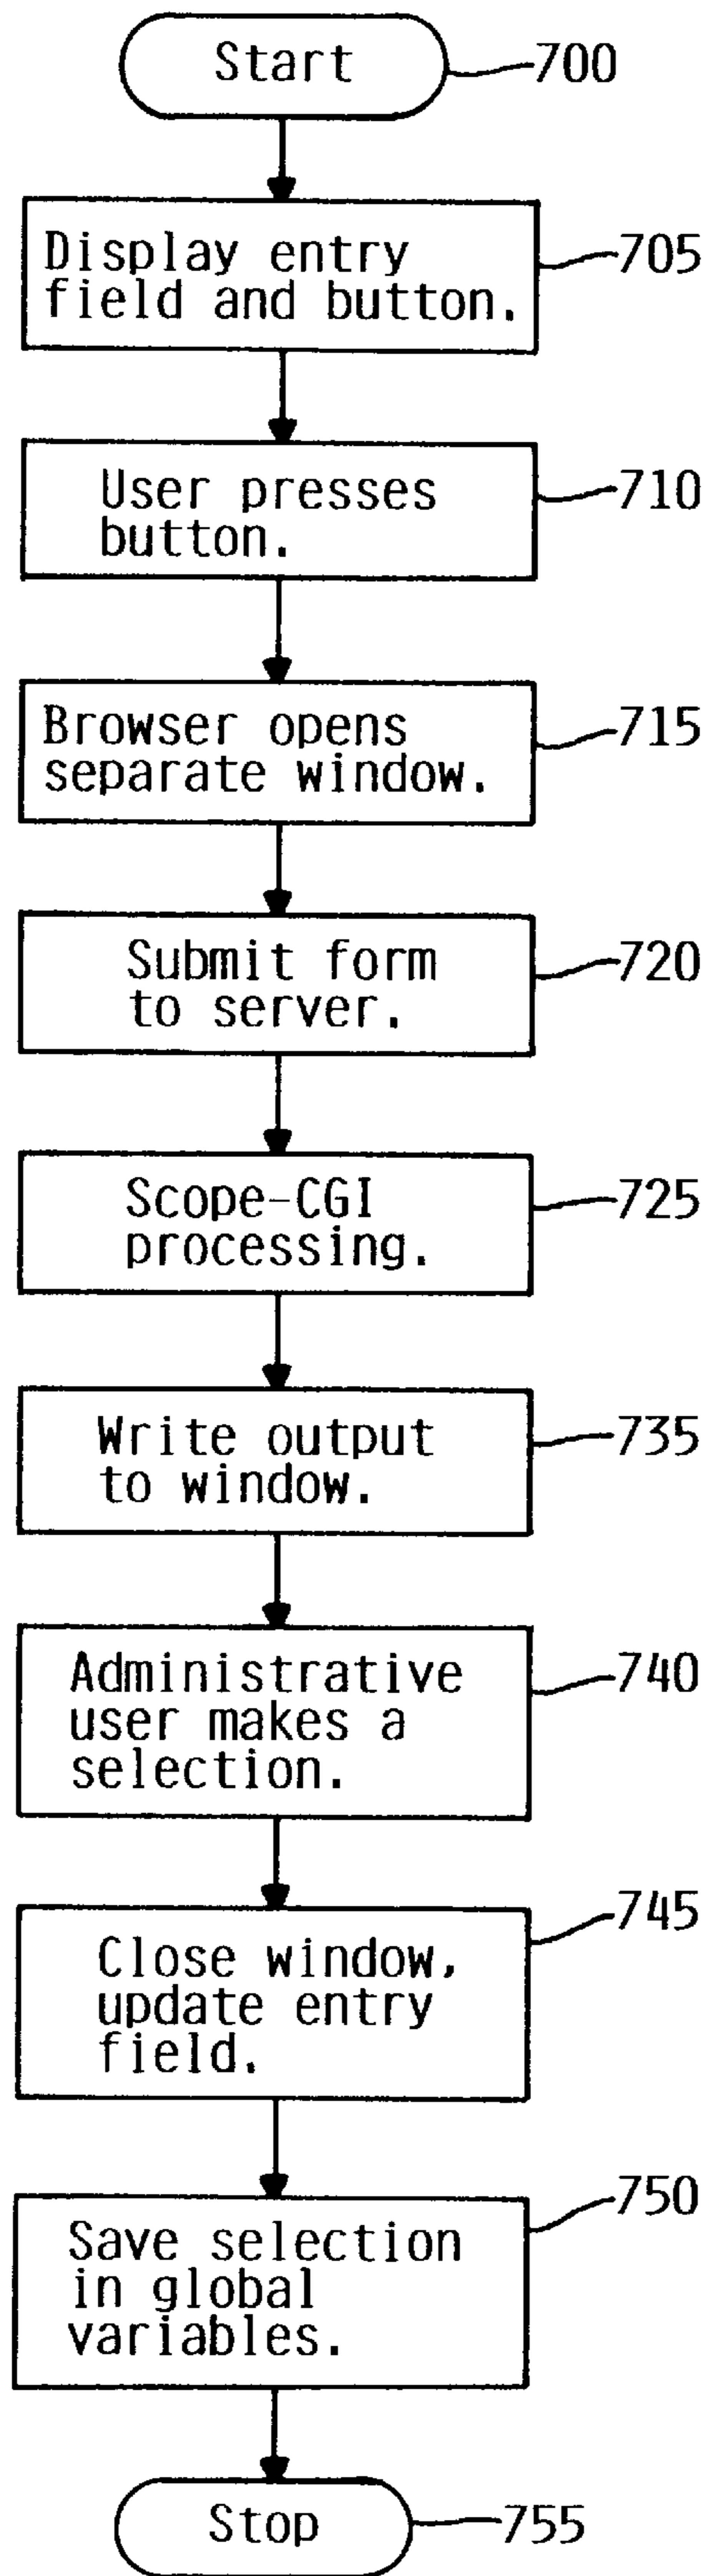 Start
700
Display entry
field and button.
705
User presses
button.
710
Browser opens
separate window.
715
Submit form
to server.
720
Scope-CGI
processing.
725
Write output
to window.
735
Administrative
user makes a
selection.
740
Close window,
update entry
field.
745
Save selection
in global
variables.
750
Stop
755